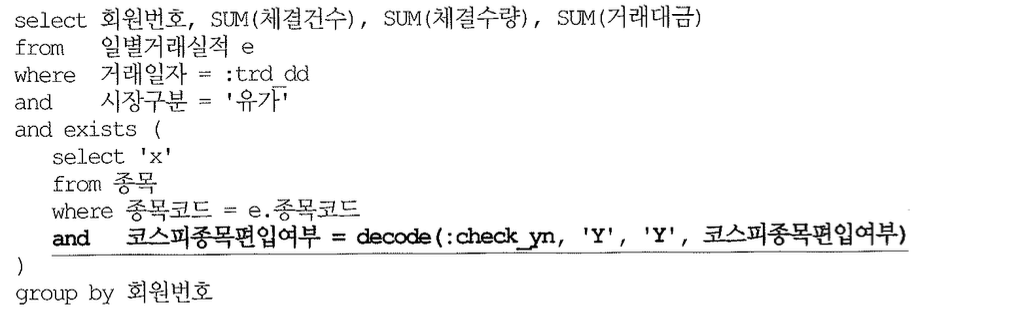 select 회원번호, SUM(체결건수), SUM(체결수량), SUM(거래대금)
from 일별거래실적 e
where 거래일자 = :trd_dd
and 시장구분 = '유가'
and exists (
select 'x'
from 종목
where 종목코드 = e.종목코드
and 코스피종목편입여부 = decode(:check_yn, 'Y', 'Y', 코스피종목편입여부)
)
group by 회원번호